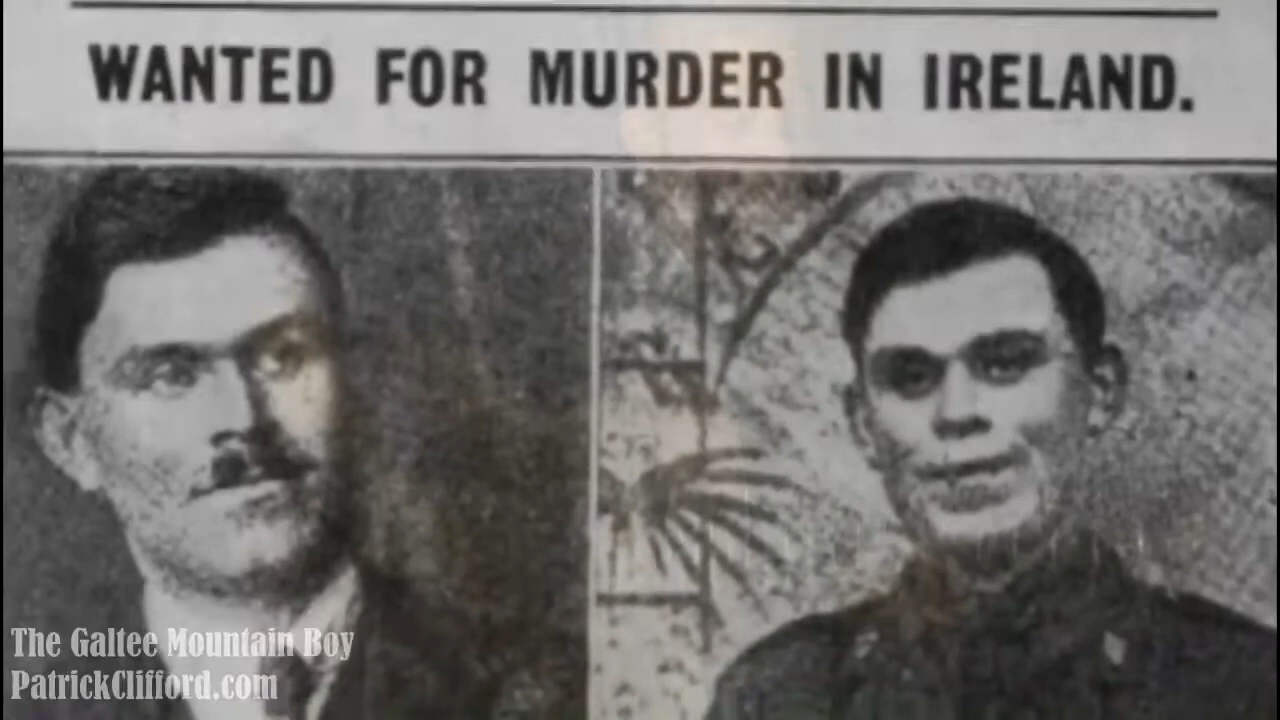 WANTED FOR MURDER IN IRELAND.
The Galtee Mountain Boy
PatrickClifford.com